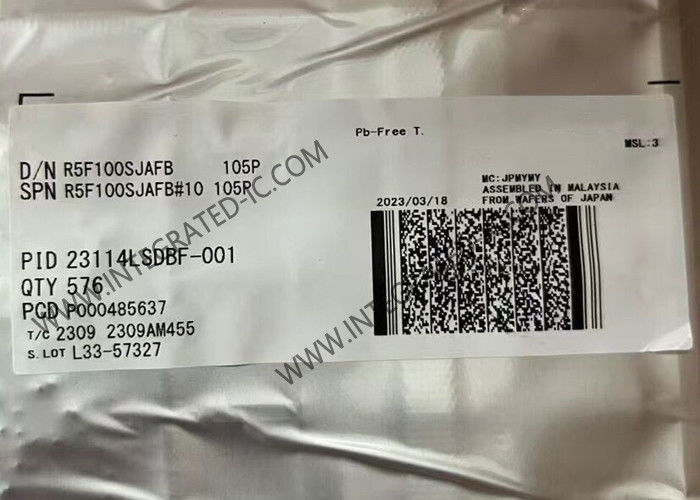 Pb-Free T.
MSL:3
D/N R5F100SJAFB 105P
SPN R5F100SJAFB#10 105P
MC:JPMYMY
ASSEMBLED IN MALAYSIA
FROM WAFERS OF JAPAN
2023/03/18
PID 23114LSDBF-001
QTY 576
PCD P000485637
T/C 2309 2309AM455
S. LOT L33-57327
WWW.INTEGRATED-IC.COM
WWW.INTEGRATED-IC.COM